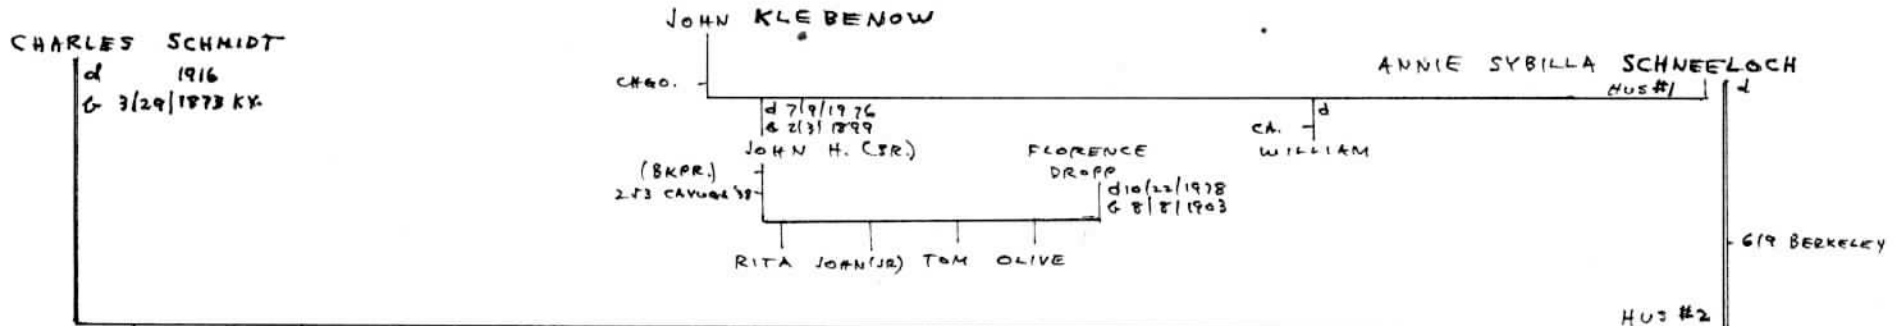 JOHN KLEBENOW
CHARLES SCHMIDT
d 1916
b 3/29/1873 KY.
CHGO.
ANNIE SYBILLA SCHNEELOCH
HUS #1
d
d 7/9/1976
b 2/3/1899
JOHN H. (SR.)
d
CA.
WILLIAM
FLORENCE
DROPP
(BKPR.)
253 CAYUGA '38
d 10/22/1978
b 8/8/1903
RITA JOHN (JR) TOM OLIVE
619 BERKELEY
HUS #2